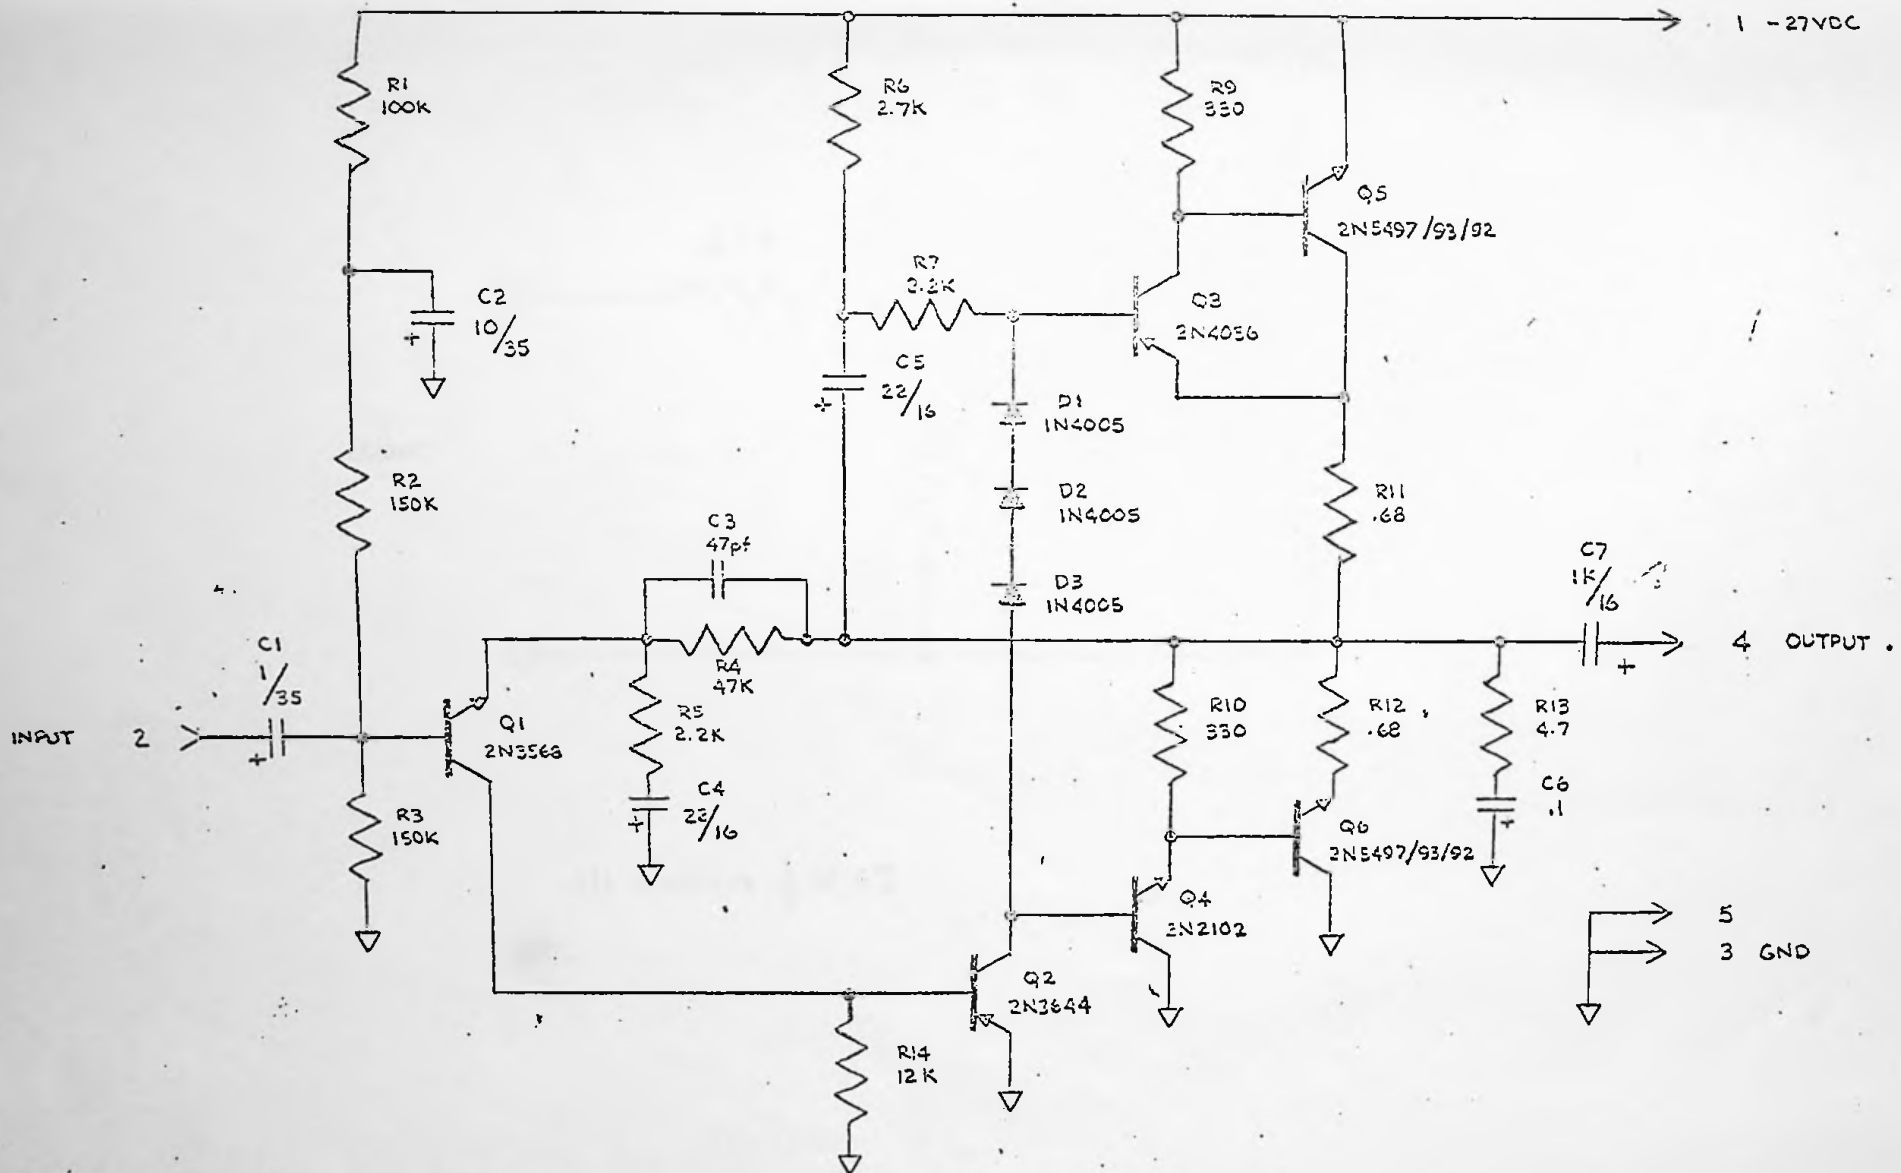 1 -27VDC
R1
100K
R6
2.7K
R9
330
Q5
2N5497/93/92
C2
10/35
R7
2.2K
Q3
2N4036
C5
22/16
D1
1N4005
R2
150K
D2
1N4005
R11
.68
C3
47pf
D3
1N4005
C7
1K/16
C1
1/35
R4
47K
4 OUTPUT
INPUT 2
Q1
2N3568
R5
2.2K
R10
330
R12
.68
R13
4.7
R3
150K
C4
22/16
C6
.1
Q6
2N5497/93/92
Q4
2N2102
5
3 GND
Q2
2N3644
R14
12K
+
+
+
+
+
+